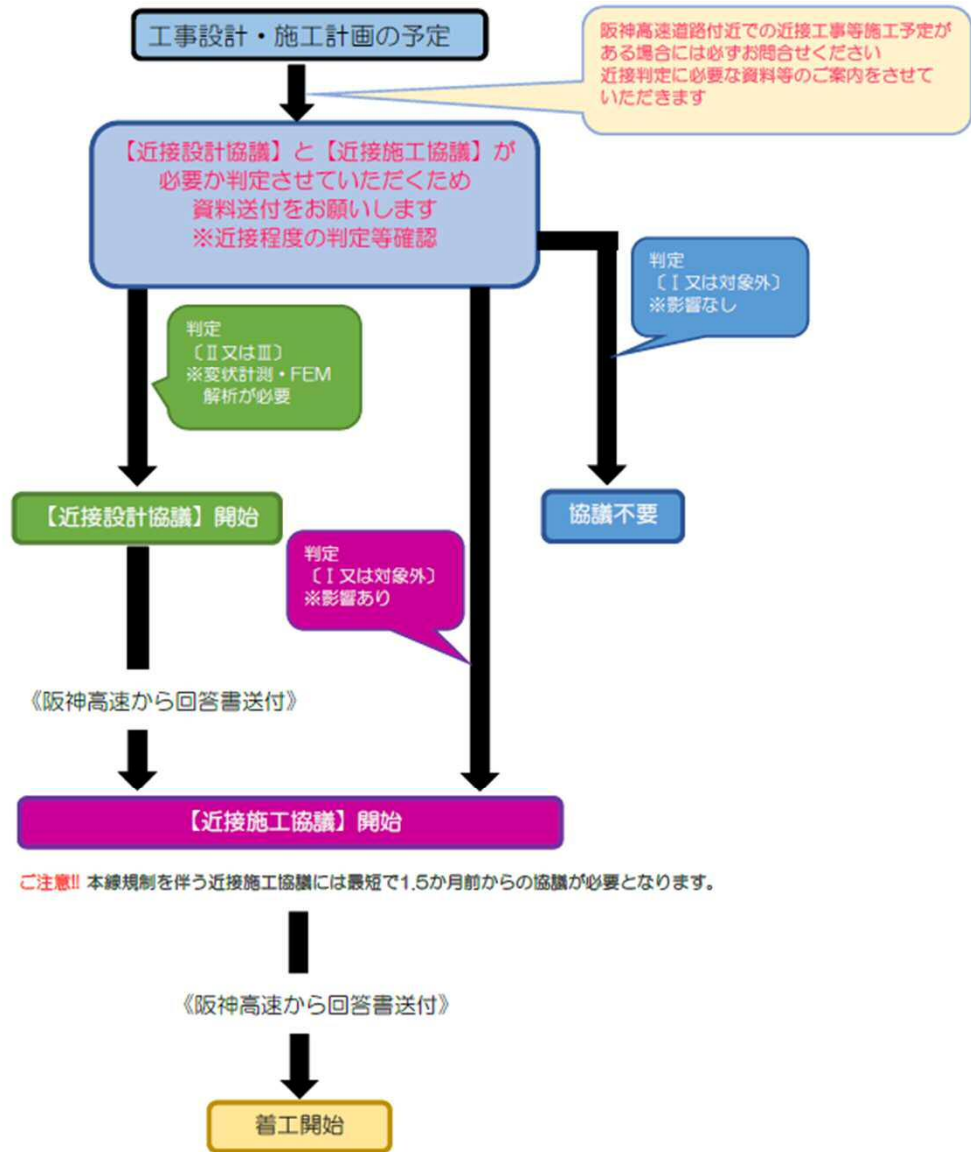 工事設計・施工計画の予定
阪神高速道路付近での近接工事等施工予定が
ある場合には必ずお問合せください
近接判定に必要な資料等のご案内をさせて
いただきます
【近接設計協議】と【近接施工協議】が
必要か判定させていただくため
資料送付をお願いします
※近接程度の判定等確認
判定
〔Ⅰ又は対象外〕
※影響なし
判定
〔Ⅱ又はⅢ〕
※変状計測・FEM
解析が必要
【近接設計協議】開始
協議不要
判定
〔Ⅰ又は対象外〕
※影響あり
《阪神高速から回答書送付》
【近接施工協議】開始
ご注意!! 本線規制を伴う近接施工協議には最短で1.5か月前からの協議が必要となります。
《阪神高速から回答書送付》
着工開始